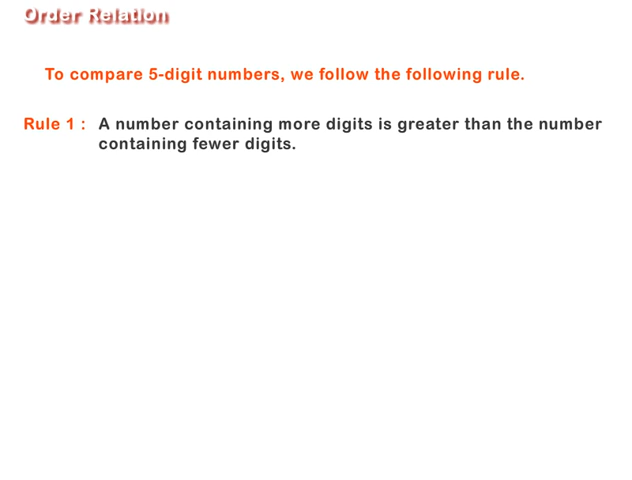 Order Relation
To compare 5-digit numbers, we follow the following rule.
Rule 1 : A number containing more digits is greater than the number
containing fewer digits.